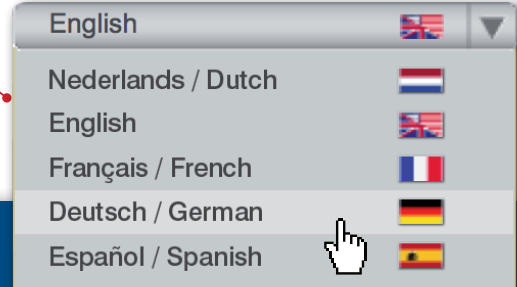 English
Nederlands / Dutch
English
Français / French
Deutsch / German
Español / Spanish